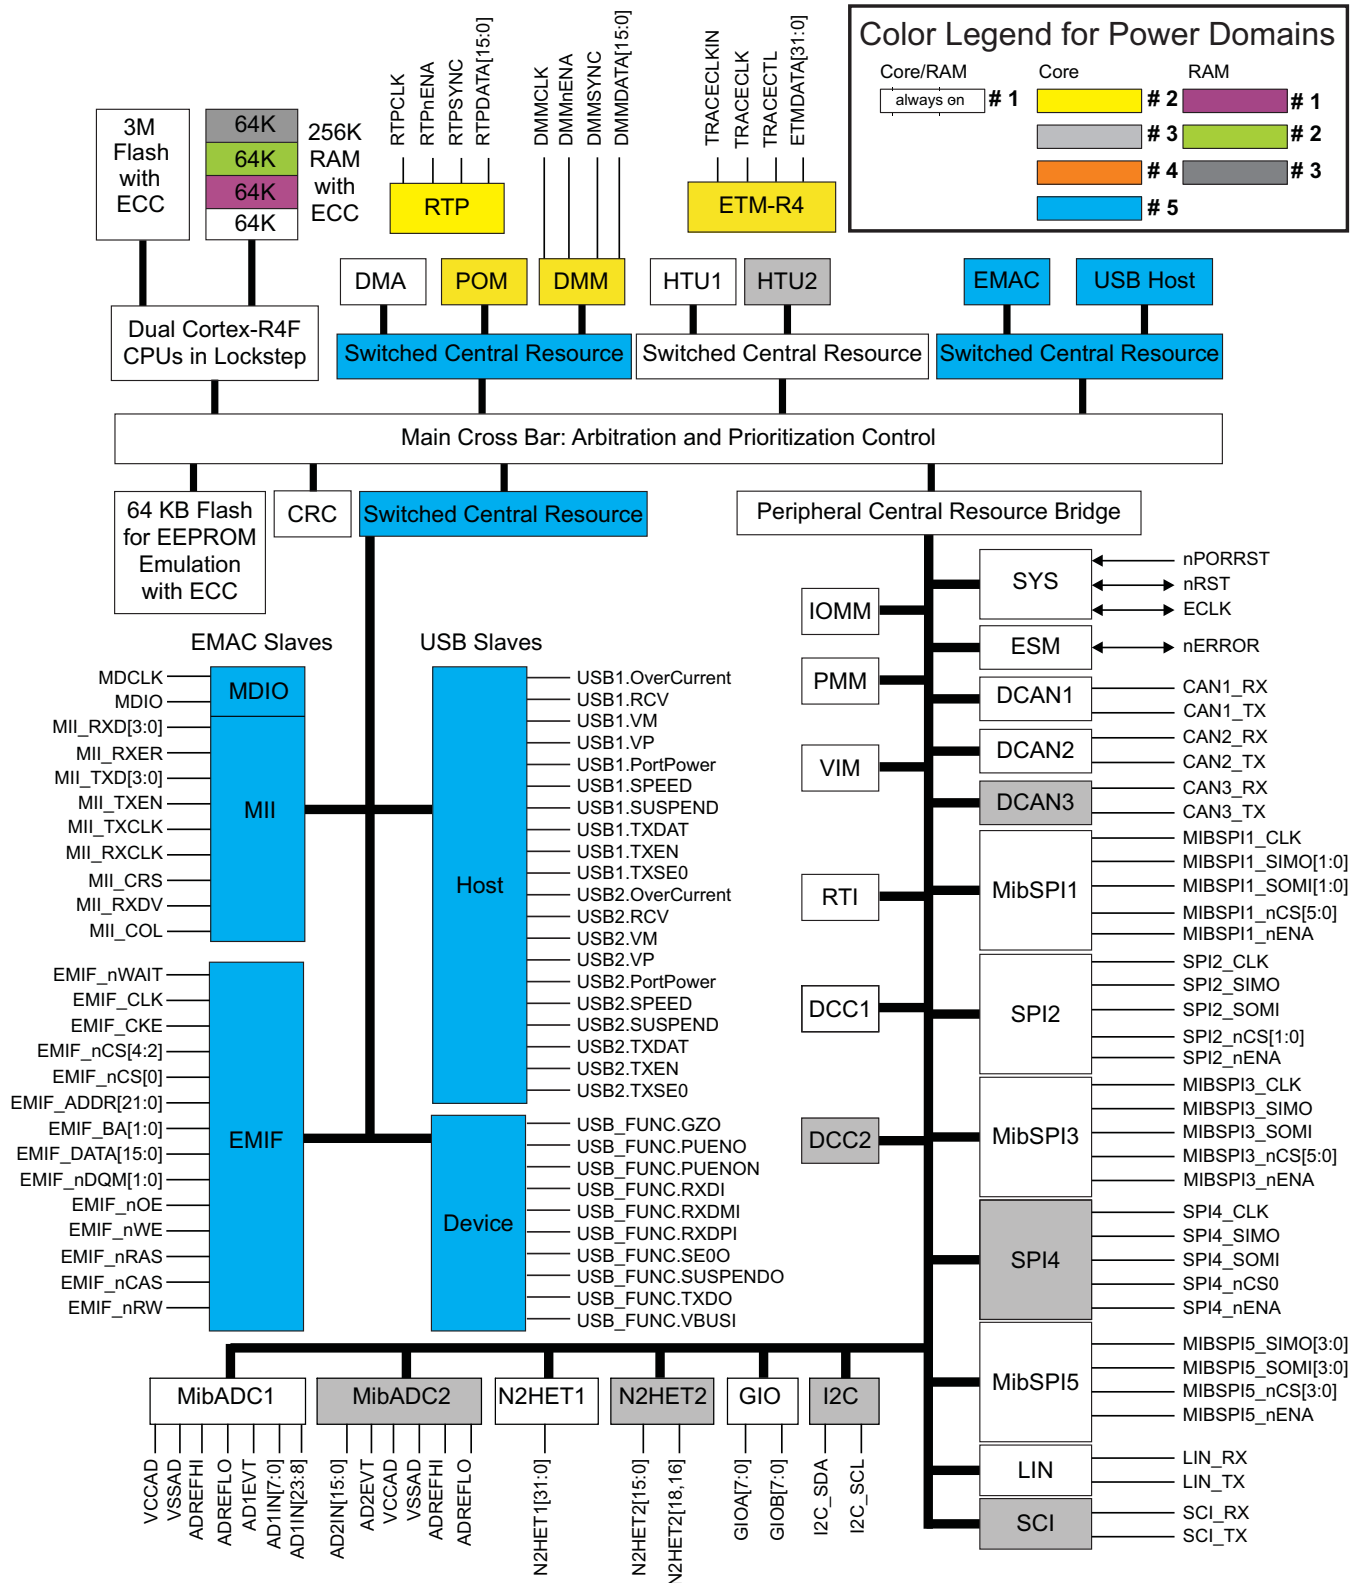 Color Legend for Power Domains
Core/RAM
Core
RAM
always on
# 1
# 2
# 1
# 3
# 2
# 4
# 3
# 5
RTPCLK
RTPnENA
RTPSYNC
RTPDATA[15:0]
DMMCLK
DMMnENA
DMMSYNC
DMMDATA[15:0]
TRACECLKIN
TRACECLK
TRACECTL
ETMDATA[31:0]
3M
Flash
with
ECC
64K
64K
64K
64K
256K
RAM
with
ECC
RTP
ETM-R4
DMA
POM
DMM
HTU1
HTU2
EMAC
USB Host
Dual Cortex-R4F
CPUs in Lockstep
Switched Central Resource
Switched Central Resource
Switched Central Resource
Main Cross Bar: Arbitration and Prioritization Control
64 KB Flash
for EEPROM
Emulation
with ECC
CRC
Switched Central Resource
Peripheral Central Resource Bridge
EMAC Slaves
USB Slaves
MDCLK
MDIO
MII_RXD[3:0]
MII_RXER
MII_TXD[3:0]
MII_TXEN
MII_TXCLK
MII_RXCLK
MII_CRS
MII_RXDV
MII_COL
MDIO
MII
EMIF_nWAIT
EMIF_CLK
EMIF_CKE
EMIF_nCS[4:2]
EMIF_nCS[0]
EMIF_ADDR[21:0]
EMIF_BA[1:0]
EMIF_DATA[15:0]
EMIF_nDQM[1:0]
EMIF_nOE
EMIF_nWE
EMIF_nRAS
EMIF_nCAS
EMIF_nRW
EMIF
Host
USB1.OverCurrent
USB1.RCV
USB1.VM
USB1.VP
USB1.PortPower
USB1.SPEED
USB1.SUSPEND
USB1.TXDAT
USB1.TXEN
USB1.TXSE0
USB2.OverCurrent
USB2.RCV
USB2.VM
USB2.VP
USB2.PortPower
USB2.SPEED
USB2.SUSPEND
USB2.TXDAT
USB2.TXEN
USB2.TXSE0
Device
USB_FUNC.GZO
USB_FUNC.PUENO
USB_FUNC.PUENON
USB_FUNC.RXDI
USB_FUNC.RXDMI
USB_FUNC.RXDPI
USB_FUNC.SE0O
USB_FUNC.SUSPENDO
USB_FUNC.TXDO
USB_FUNC.VBUSI
IOMM
PMM
VIM
RTI
DCC1
DCC2
SYS
nPORRST
nRST
ECLK
ESM
nERROR
DCAN1
CAN1_RX
CAN1_TX
DCAN2
CAN2_RX
CAN2_TX
DCAN3
CAN3_RX
CAN3_TX
MibSPI1
MIBSPI1_CLK
MIBSPI1_SIMO[1:0]
MIBSPI1_SOMI[1:0]
MIBSPI1_nCS[5:0]
MIBSPI1_nENA
SPI2
SPI2_CLK
SPI2_SIMO
SPI2_SOMI
SPI2_nCS[1:0]
SPI2_nENA
MibSPI3
MIBSPI3_CLK
MIBSPI3_SIMO
MIBSPI3_SOMI
MIBSPI3_nCS[5:0]
MIBSPI3_nENA
SPI4
SPI4_CLK
SPI4_SIMO
SPI4_SOMI
SPI4_nCS0
SPI4_nENA
MibSPI5
MIBSPI5_SIMO[3:0]
MIBSPI5_SOMI[3:0]
MIBSPI5_nCS[3:0]
MIBSPI5_nENA
LIN
LIN_RX
LIN_TX
SCI
SCI_RX
SCI_TX
MibADC1
MibADC2
N2HET1
N2HET2
GIO
I2C
VCCAD
VSSAD
ADREFHI
ADREFLO
AD1EVT
AD1IN[7:0]
AD1IN[23:8]
AD2IN[15:0]
AD2EVT
VCCAD
VSSAD
ADREFHI
ADREFLO
N2HET1[31:0]
N2HET2[15:0]
N2HET2[18,16]
GIOA[7:0]
GIOB[7:0]
I2C_SDA
I2C_SCL